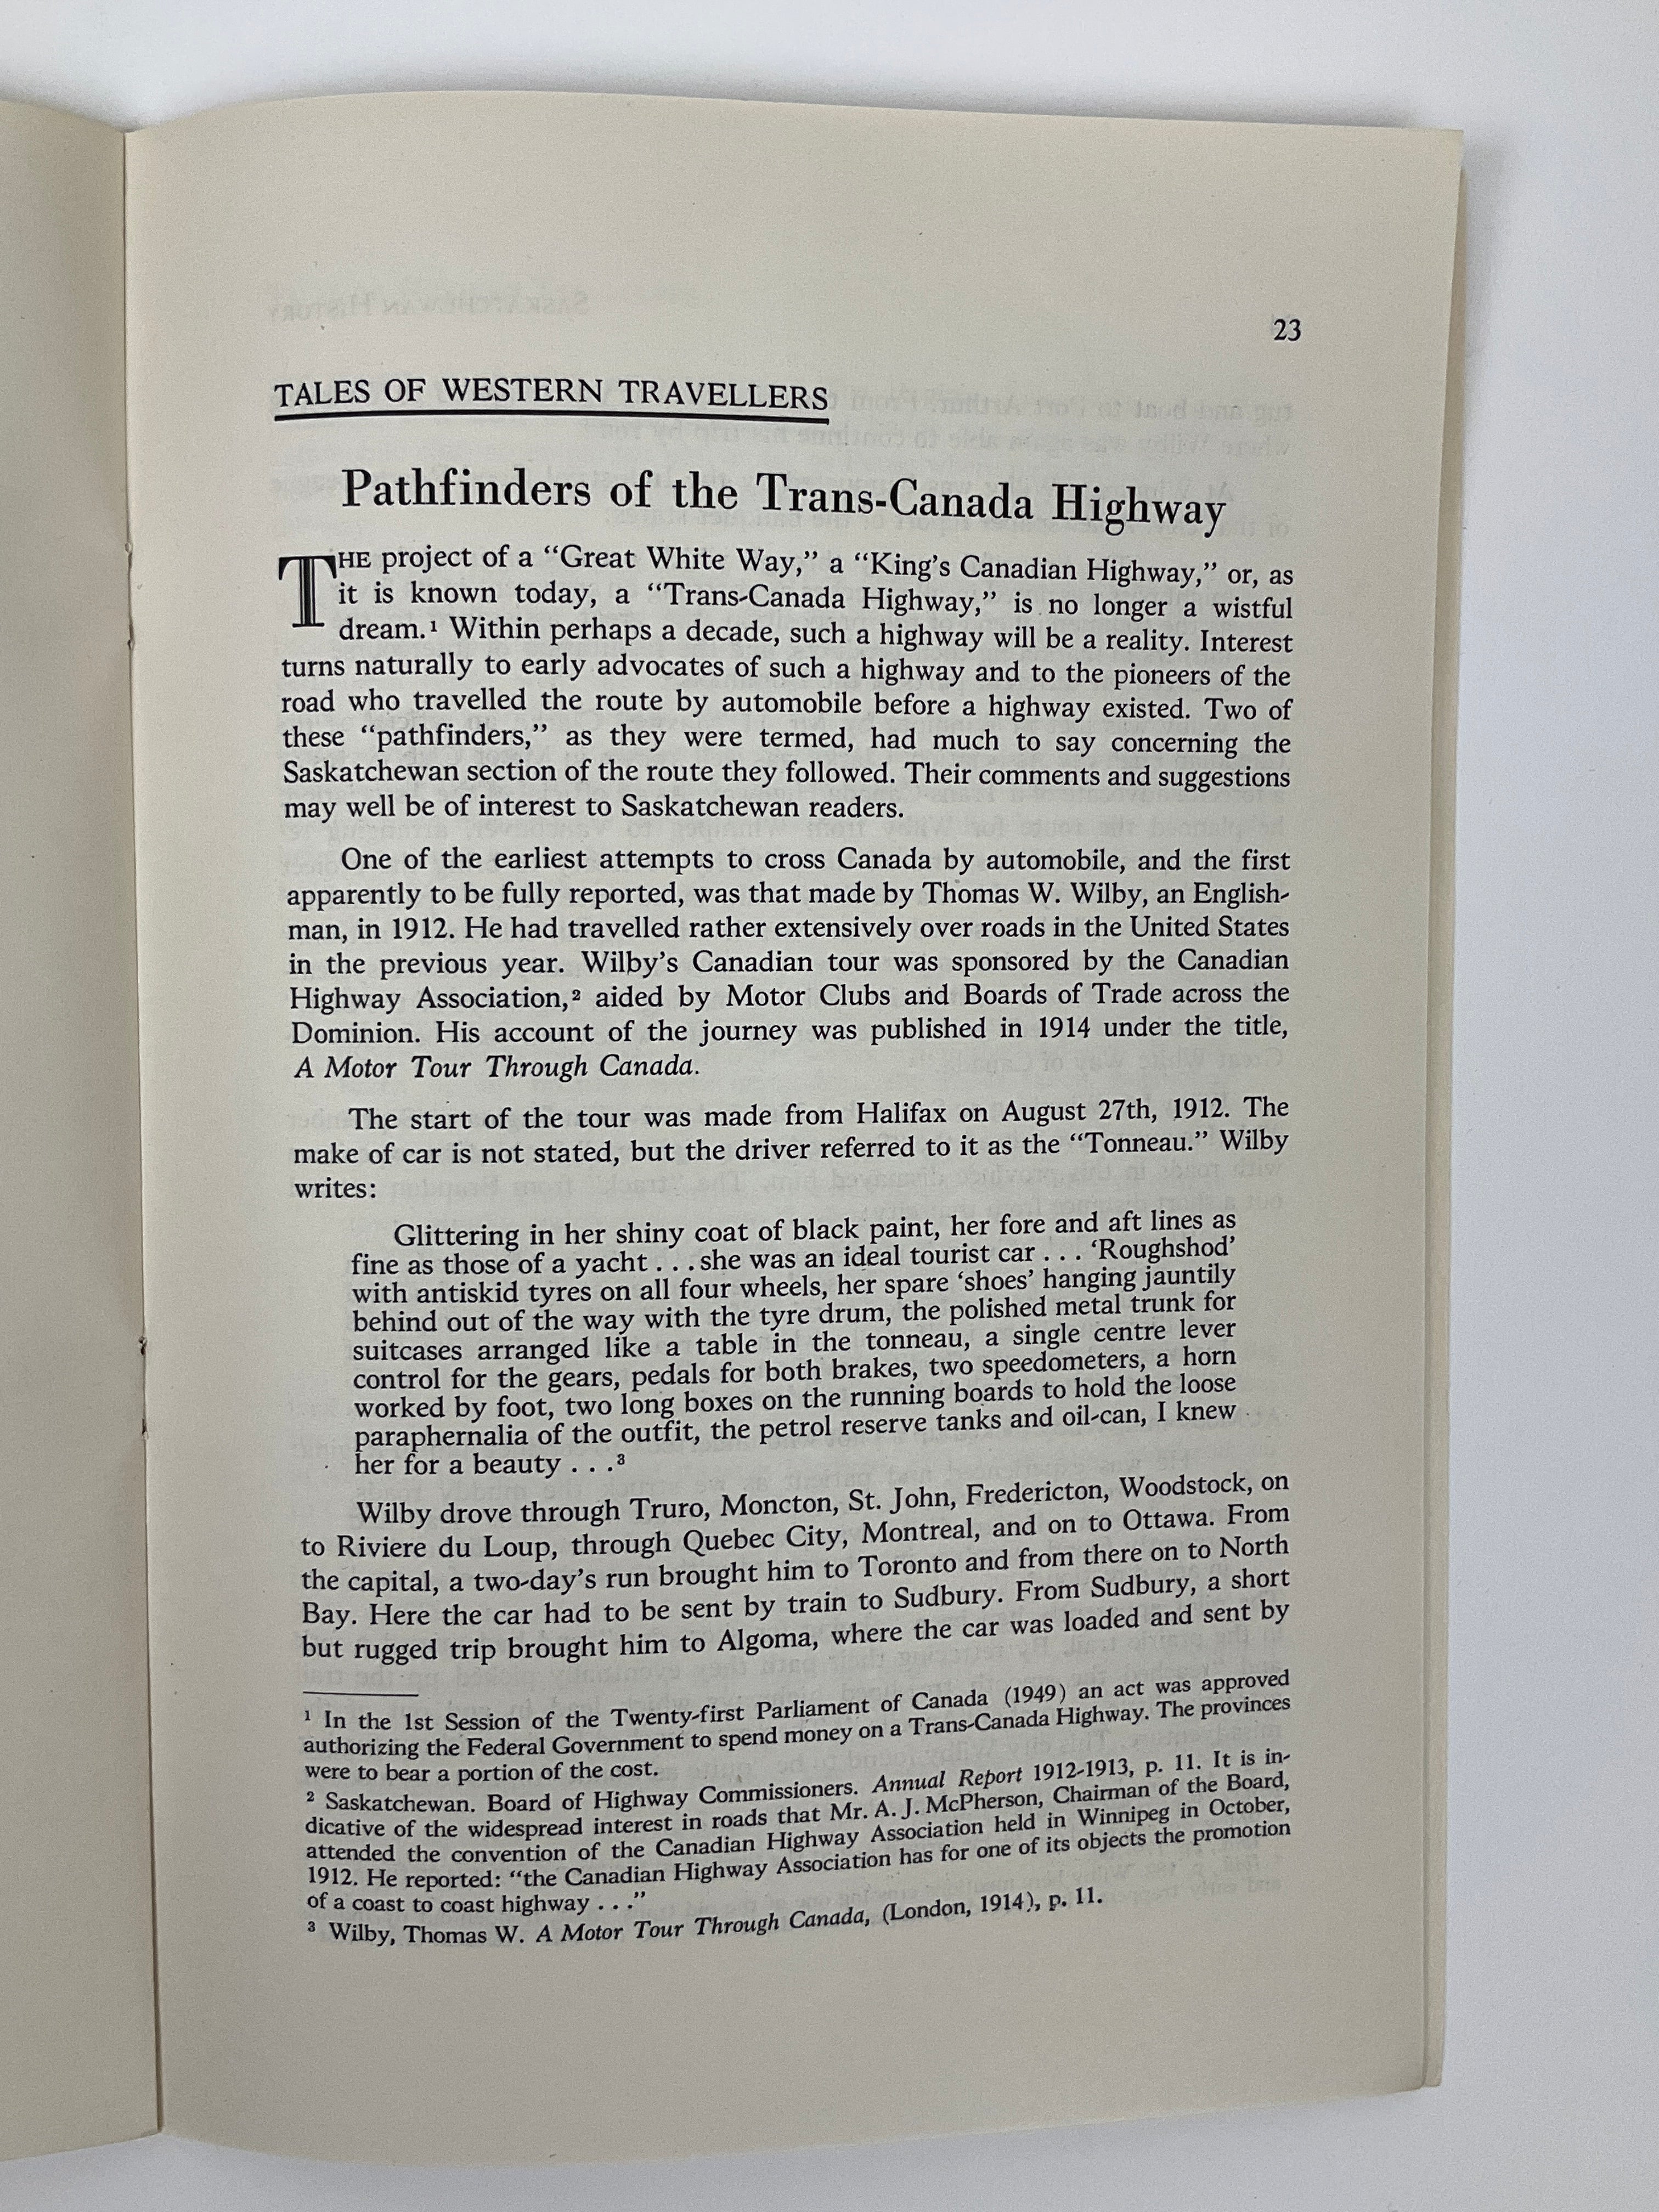 23
TALES OF WESTERN TRAVELLERS
Pathfinders of the Trans-Canada Highway
THE project of a “Great White Way,” a “King’s Canadian Highway,” or, as
it is known today, a “Trans-Canada Highway,” is no longer a wistful
dream.¹ Within perhaps a decade, such a highway will be a reality. Interest
turns naturally to early advocates of such a highway and to the pioneers of the
road who travelled the route by automobile before a highway existed. Two of
these “pathfinders,” as they were termed, had much to say concerning the
Saskatchewan section of the route they followed. Their comments and suggestions
may well be of interest to Saskatchewan readers.
One of the earliest attempts to cross Canada by automobile, and the first
apparently to be fully reported, was that made by Thomas W. Wilby, an English-
man, in 1912. He had travelled rather extensively over roads in the United States
in the previous year. Wilby’s Canadian tour was sponsored by the Canadian
Highway Association,² aided by Motor Clubs and Boards of Trade across the
Dominion. His account of the journey was published in 1914 under the title,
A Motor Tour Through Canada.
The start of the tour was made from Halifax on August 27th, 1912. The
make of car is not stated, but the driver referred to it as the “Tonneau.” Wilby
writes:
Glittering in her shiny coat of black paint, her fore and aft lines as
fine as those of a yacht . . . she was an ideal tourist car . . . ‘Roughshod’
with antiskid tyres on all four wheels, her spare ‘shoes’ hanging jauntily
behind out of the way with the tyre drum, the polished metal trunk for
suitcases arranged like a table in the tonneau, a single centre lever
control for the gears, pedals for both brakes, two speedometers, a horn
worked by foot, two long boxes on the running boards to hold the loose
paraphernalia of the outfit, the petrol reserve tanks and oil-can, I knew
her for a beauty . . .³
Wilby drove through Truro, Moncton, St. John, Fredericton, Woodstock, on
to Riviere du Loup, through Quebec City, Montreal, and on to Ottawa. From
the capital, a two-day’s run brought him to Toronto and from there on to North
Bay. Here the car had to be sent by train to Sudbury. From Sudbury, a short
but rugged trip brought him to Algoma, where the car was loaded and sent by
¹ In the 1st Session of the Twenty-first Parliament of Canada (1949) an act was approved
authorizing the Federal Government to spend money on a Trans-Canada Highway. The provinces
were to bear a portion of the cost.
² Saskatchewan. Board of Highway Commissioners. Annual Report 1912-1913, p. 11. It is in-
dicative of the widespread interest in roads that Mr. A. J. McPherson, Chairman of the Board,
attended the convention of the Canadian Highway Association held in Winnipeg in October,
1912. He reported: “the Canadian Highway Association has for one of its objects the promotion
of a coast to coast highway . . .”
³ Wilby, Thomas W. A Motor Tour Through Canada, (London, 1914), p. 11.